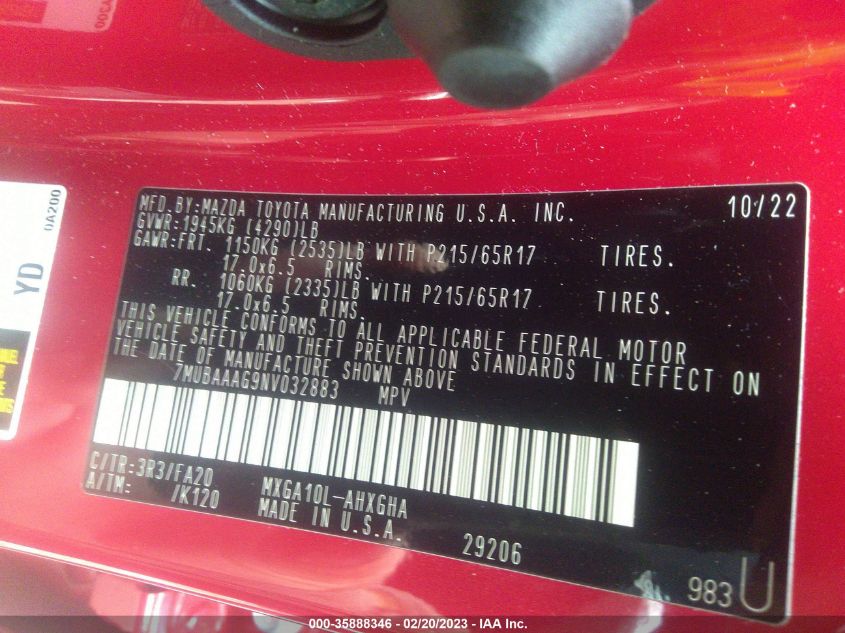 MFD.BY:MAZDA TOYOTA MANUFACTURING U.S.A. INC. 10/22
GVWR:1945KG (4290)LB
GAWR:FRT. 1150KG (2535)LB WITH P215/65R17 TIRES.
17.0x6.5 RIMS.
RR. 1060KG (2335)LB WITH P215/65R17 TIRES.
17.0x6.5 RIMS.
THIS VEHICLE CONFORMS TO ALL APPLICABLE FEDERAL MOTOR
VEHICLE SAFETY AND THEFT PREVENTION STANDARDS IN EFFECT ON
THE DATE OF MANUFACTURE SHOWN ABOVE
7MUBAAAG9NV032883 MPV
C/TR:3R3/FA20 MXGA10L-AHXGHA
A/TM: /K120 MADE IN U.S.A.
29206
983 U
0A200
YD
000-35888346 - 02/20/2023 - IAA Inc.